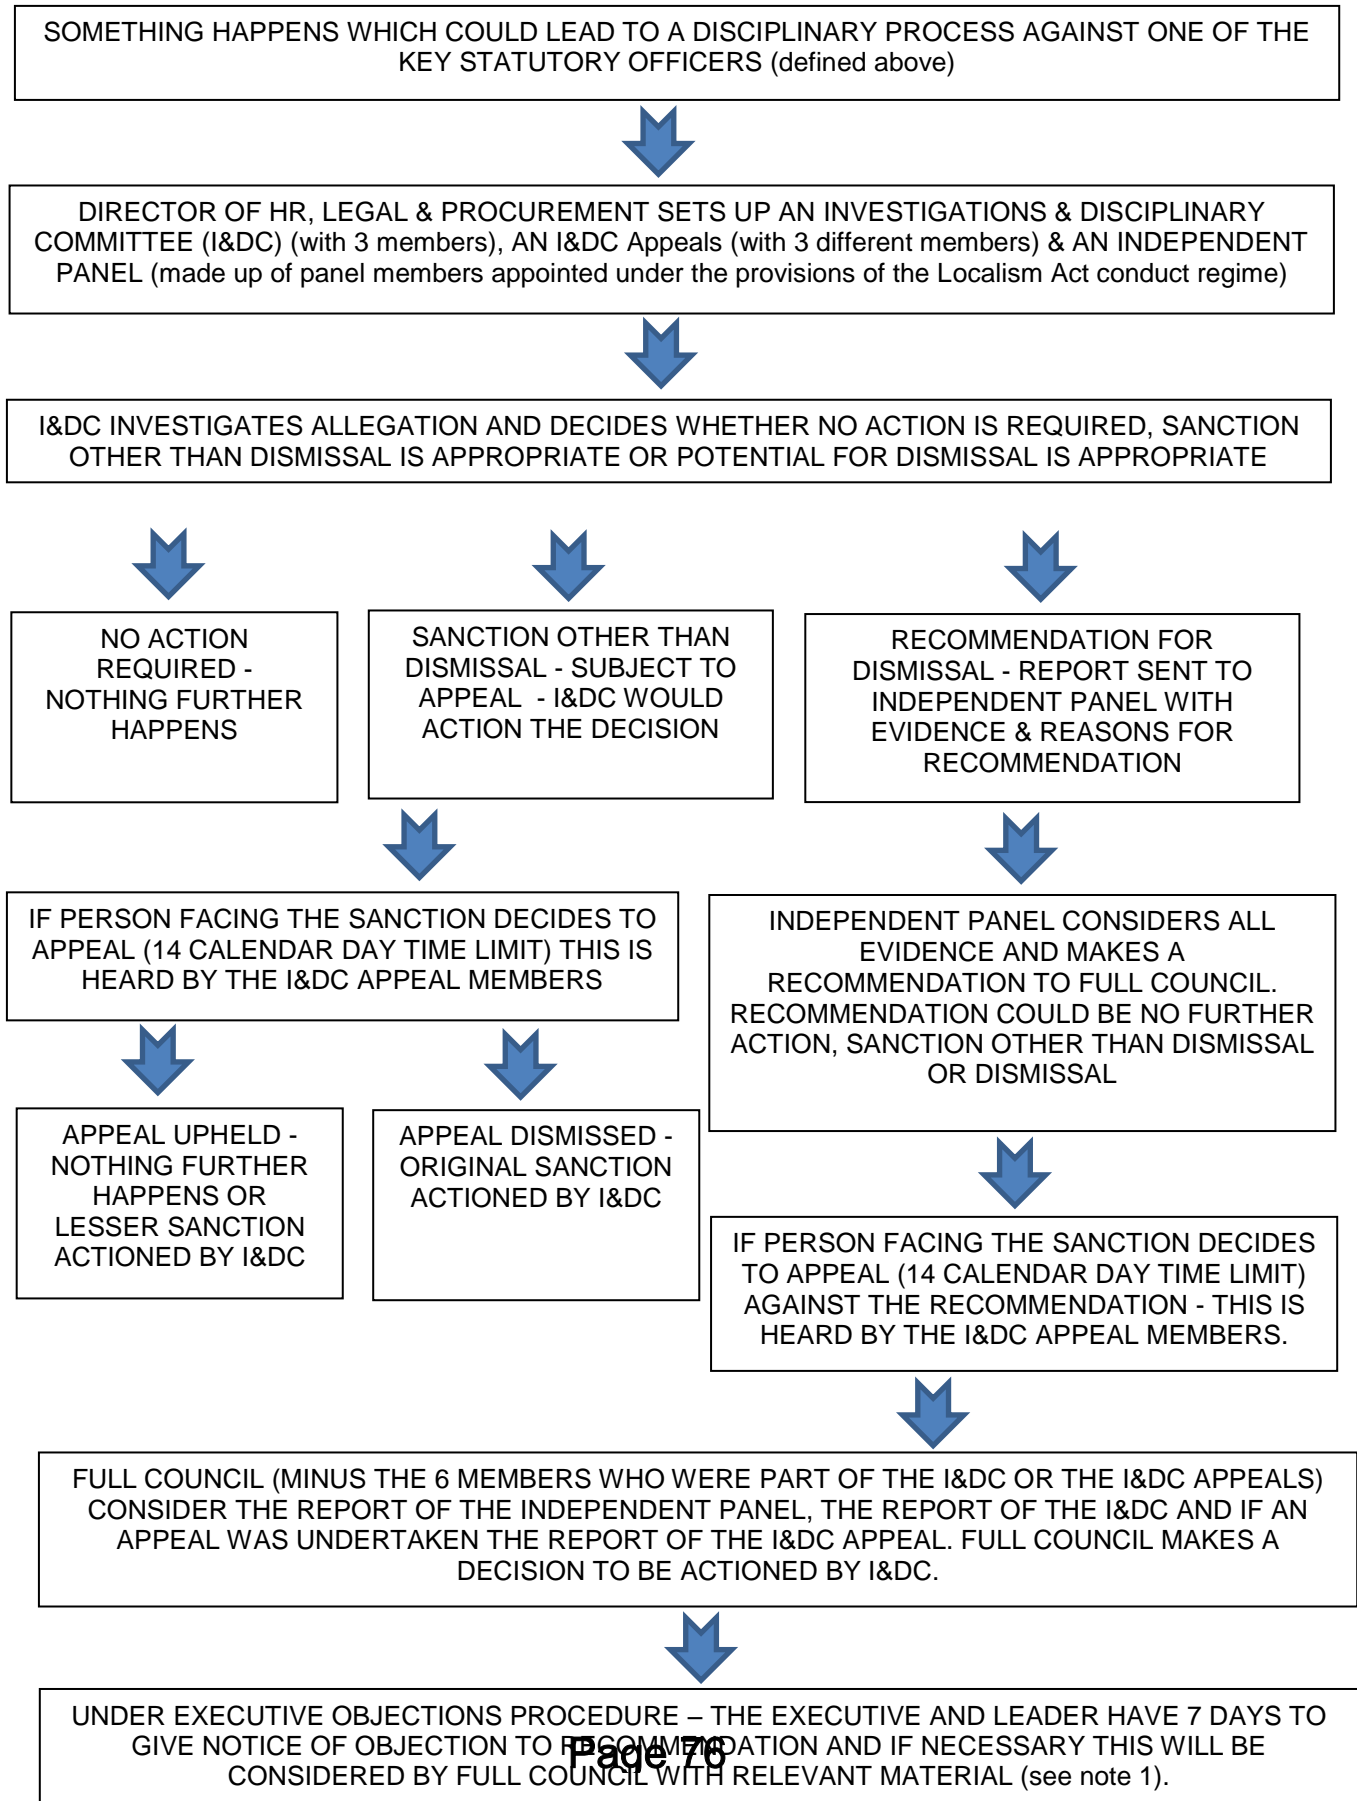 SOMETHING HAPPENS WHICH COULD LEAD TO A DISCIPLINARY PROCESS AGAINST ONE OF THE
KEY STATUTORY OFFICERS (defined above)
DIRECTOR OF HR, LEGAL & PROCUREMENT SETS UP AN INVESTIGATIONS & DISCIPLINARY
COMMITTEE (I&DC) (with 3 members), AN I&DC Appeals (with 3 different members) & AN INDEPENDENT
PANEL (made up of panel members appointed under the provisions of the Localism Act conduct regime)
I&DC INVESTIGATES ALLEGATION AND DECIDES WHETHER NO ACTION IS REQUIRED, SANCTION
OTHER THAN DISMISSAL IS APPROPRIATE OR POTENTIAL FOR DISMISSAL IS APPROPRIATE
NO ACTION
REQUIRED -
NOTHING FURTHER
HAPPENS
SANCTION OTHER THAN
DISMISSAL - SUBJECT TO
APPEAL - I&DC WOULD
ACTION THE DECISION
RECOMMENDATION FOR
DISMISSAL - REPORT SENT TO
INDEPENDENT PANEL WITH
EVIDENCE & REASONS FOR
RECOMMENDATION
IF PERSON FACING THE SANCTION DECIDES TO
APPEAL (14 CALENDAR DAY TIME LIMIT) THIS IS
HEARD BY THE I&DC APPEAL MEMBERS
INDEPENDENT PANEL CONSIDERS ALL
EVIDENCE AND MAKES A
RECOMMENDATION TO FULL COUNCIL.
RECOMMENDATION COULD BE NO FURTHER
ACTION, SANCTION OTHER THAN DISMISSAL
OR DISMISSAL
APPEAL UPHELD -
NOTHING FURTHER
HAPPENS OR
LESSER SANCTION
ACTIONED BY I&DC
APPEAL DISMISSED -
ORIGINAL SANCTION
ACTIONED BY I&DC
IF PERSON FACING THE SANCTION DECIDES
TO APPEAL (14 CALENDAR DAY TIME LIMIT)
AGAINST THE RECOMMENDATION - THIS IS
HEARD BY THE I&DC APPEAL MEMBERS.
FULL COUNCIL (MINUS THE 6 MEMBERS WHO WERE PART OF THE I&DC OR THE I&DC APPEALS)
CONSIDER THE REPORT OF THE INDEPENDENT PANEL, THE REPORT OF THE I&DC AND IF AN
APPEAL WAS UNDERTAKEN THE REPORT OF THE I&DC APPEAL. FULL COUNCIL MAKES A
DECISION TO BE ACTIONED BY I&DC.
UNDER EXECUTIVE OBJECTIONS PROCEDURE – THE EXECUTIVE AND LEADER HAVE 7 DAYS TO
GIVE NOTICE OF OBJECTION TO RECOMMENDATION AND IF NECESSARY THIS WILL BE
CONSIDERED BY FULL COUNCIL WITH RELEVANT MATERIAL (see note 1).
Page 76